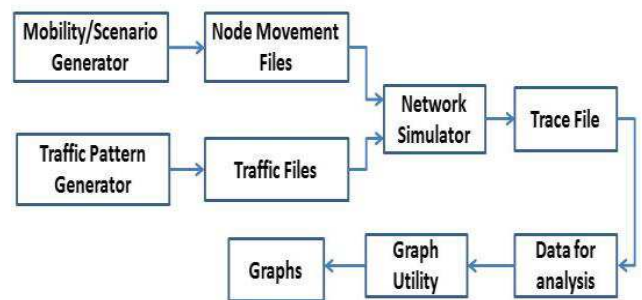 Mobility/Scenario
Generator
Node Movement
Files
Network
Simulator
Trace File
Traffic Pattern
Generator
Traffic Files
Graphs
Graph
Utility
Data for
analysis